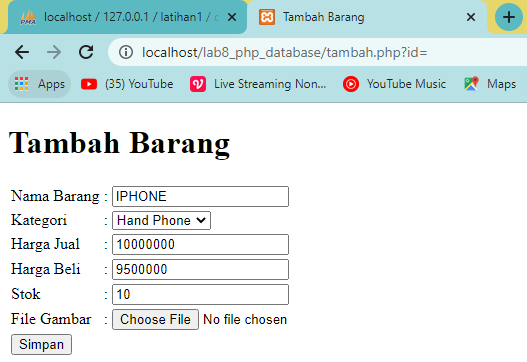 localhost / 127.0.0.1 / latihan1 /
Tambah Barang
localhost/lab8_php_database/tambah.php?id=
Apps (35) YouTube Live Streaming Non... YouTube Music Maps
Tambah Barang
Nama Barang : IPHONE
Kategori : Hand Phone
Harga Jual : 10000000
Harga Beli : 9500000
Stok : 10
File Gambar : Choose File No file chosen
Simpan